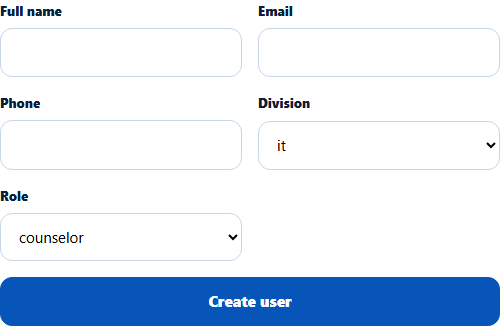 Full name
Email
Phone
Division
it
Role
counselor
Create user